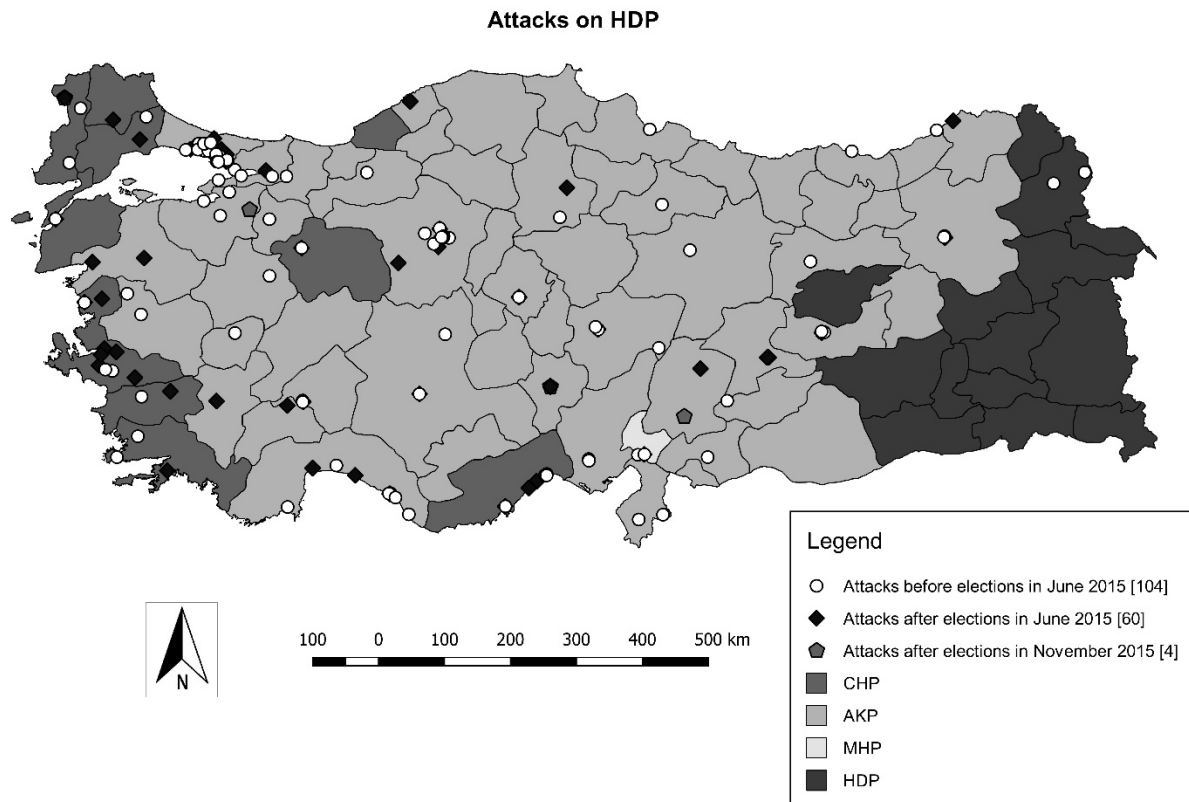 Attacks on HDP
Legend
Attacks before elections in June 2015 [104]
Attacks after elections in June 2015 [60]
Attacks after elections in November 2015 [4]
CHP
AKP
MHP
HDP
N
100 0 100 200 300 400 500 km